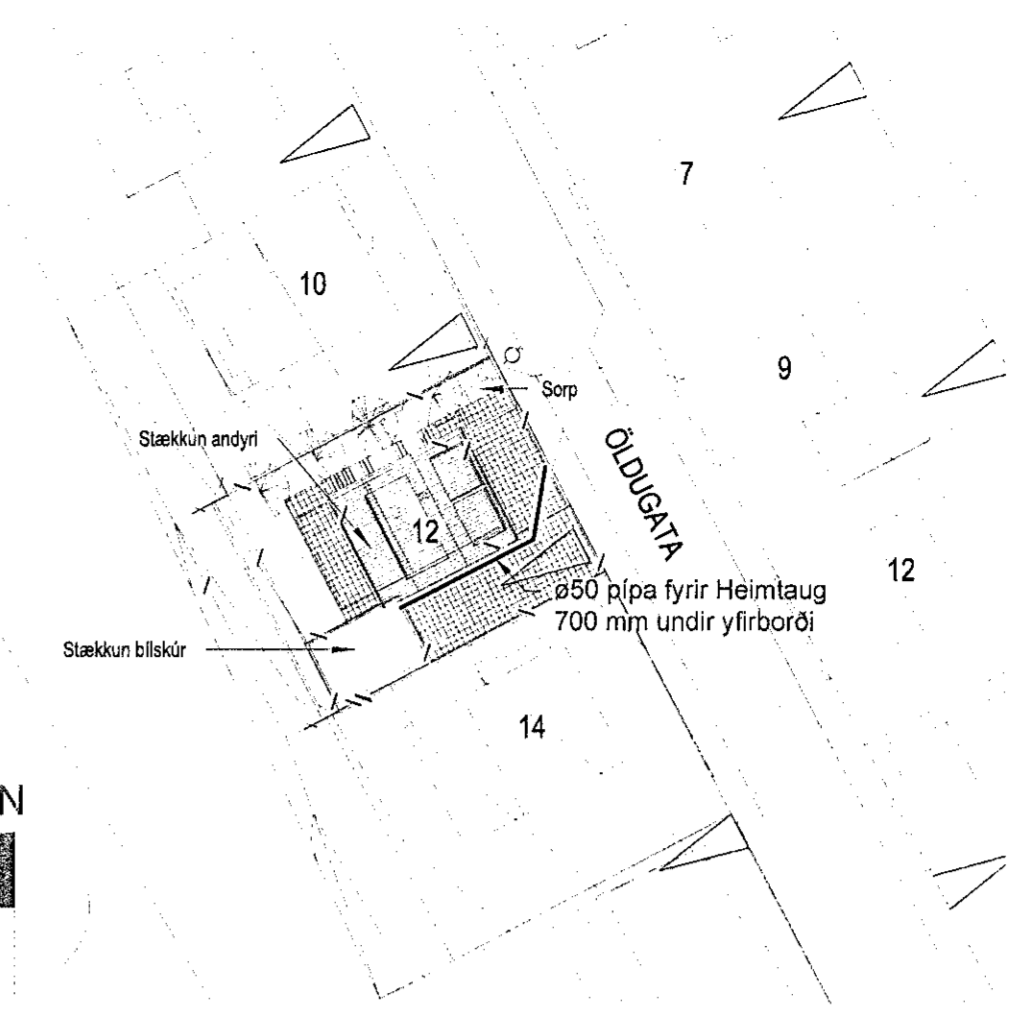 7
10
9
Sorp
Stækkun andyri
ÖLDUGATA
12
12
ø50 pípa fyrir Heimtaug
700 mm undir yfirborði
Stækkun bílskúr
14
N